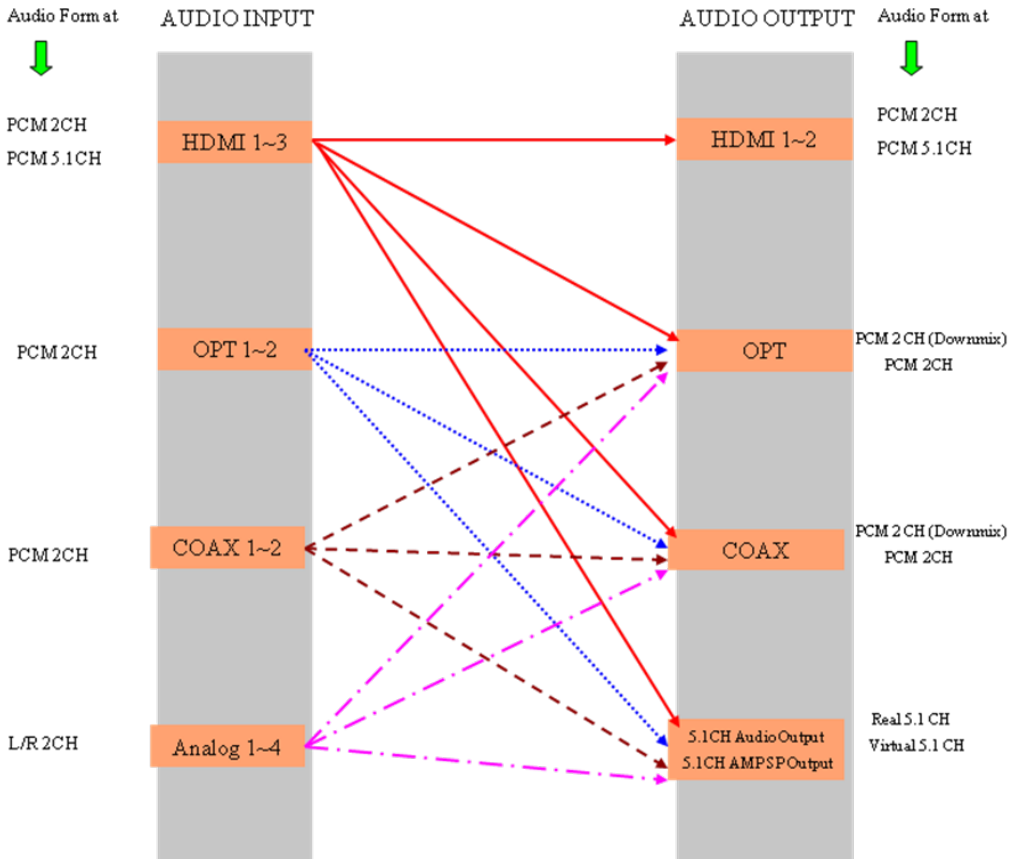 Audio Format
AUDIO INPUT
AUDIO OUTPUT
Audio Format
PCM 2CH
PCM 5.1CH
HDMI 1~3
HDMI 1~2
PCM 2CH
PCM 5.1CH
PCM 2CH
OPT 1~2
OPT
PCM 2 CH (Downmix)
PCM 2CH
PCM 2CH
COAX 1~2
COAX
PCM 2 CH (Downmix)
PCM 2CH
L/R 2CH
Analog 1~4
5.1CH Audio Output
5.1CH AMPSP Output
Real 5.1 CH
Virtual 5.1 CH